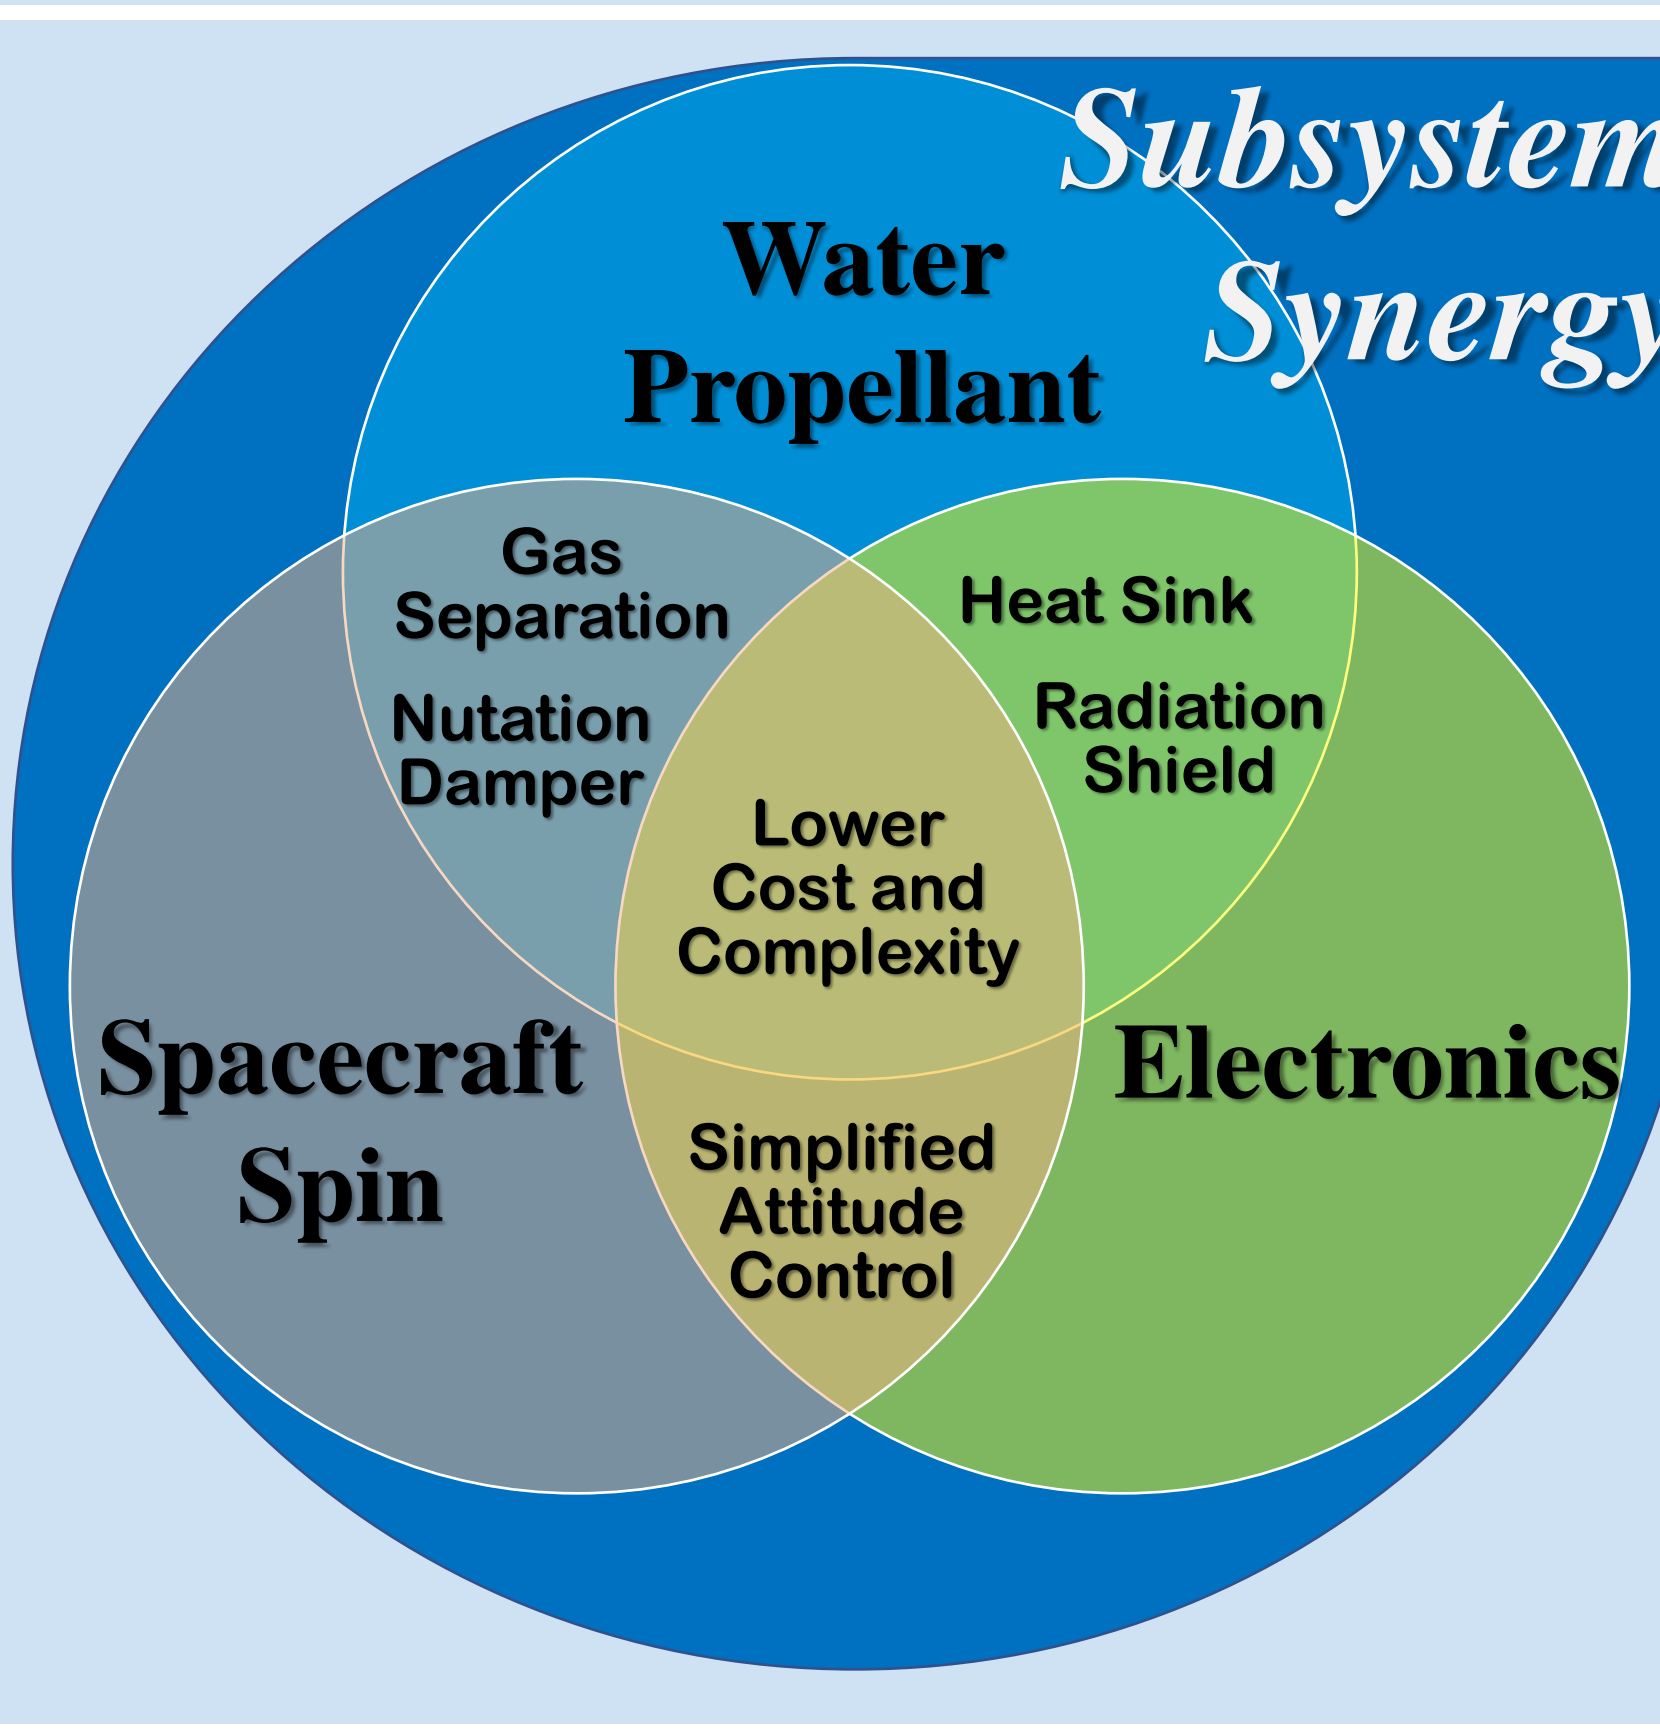 Subsystem
Synergy
Water
Propellant
Gas
Separation
Nutation
Damper
Heat Sink
Radiation
Shield
Lower
Cost and
Complexity
Spacecraft
Spin
Electronics
Simplified
Attitude
Control